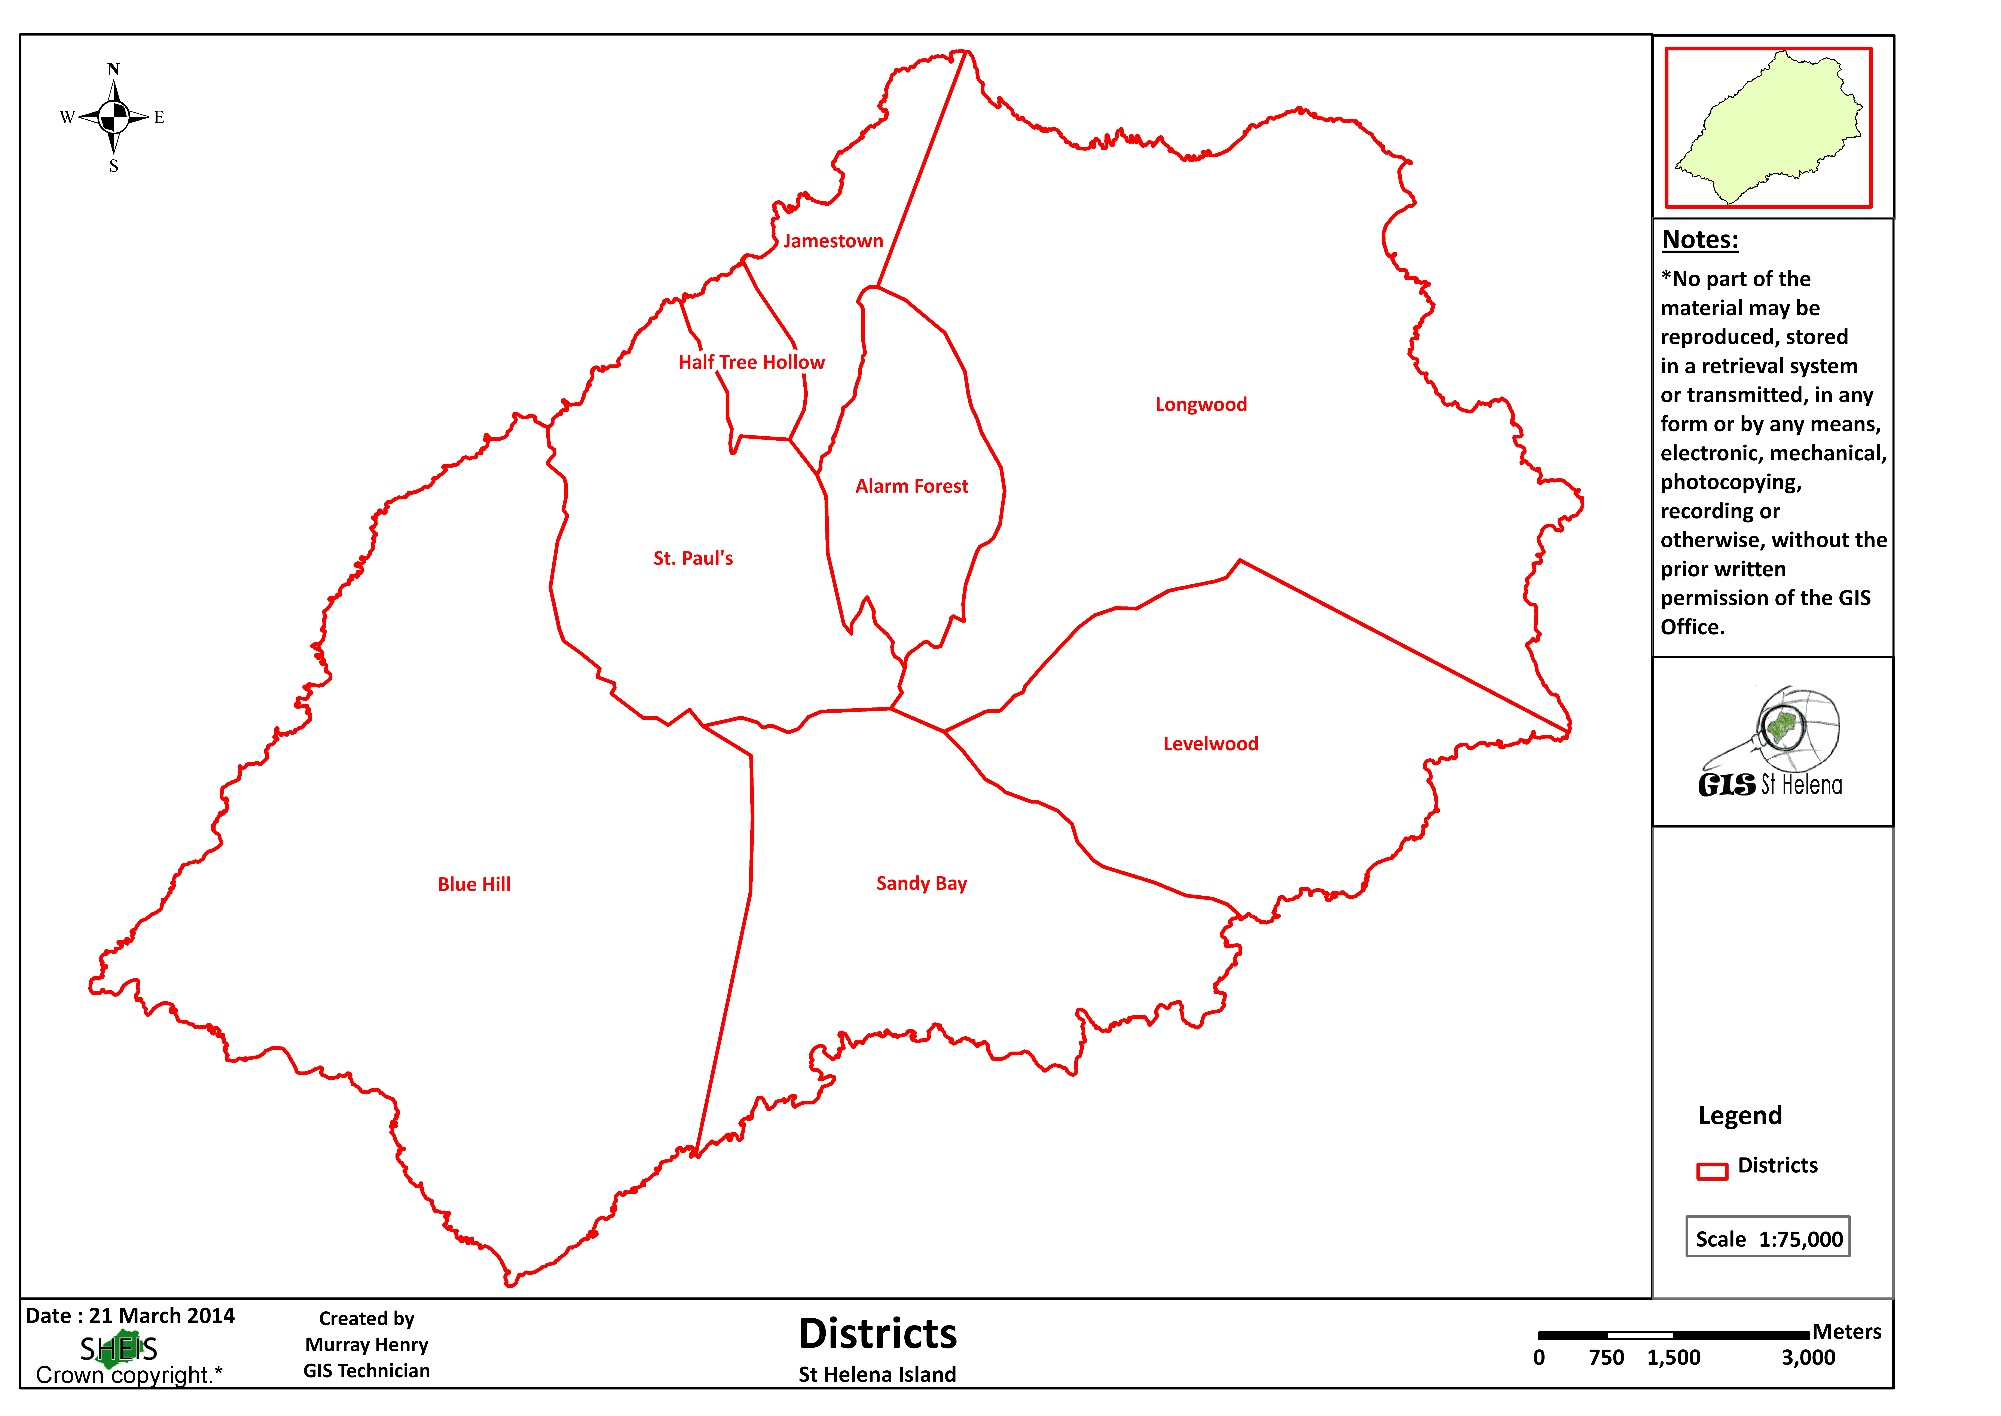 N
W E
S
Jamestown
Half Tree Hollow
Longwood
Alarm Forest
St. Paul's
Levelwood
Blue Hill
Sandy Bay
Notes:
*No part of the
material may be
reproduced, stored
in a retrieval system
or transmitted, in any
form or by any means,
electronic, mechanical,
photocopying,
recording or
otherwise, without the
prior written
permission of the GIS
Office.
GIS St Helena
Legend
Districts
Scale 1:75,000
Date : 21 March 2014
SHEIS
Crown copyright.*
Created by
Murray Henry
GIS Technician
Districts
St Helena Island
Meters
0 750 1,500 3,000